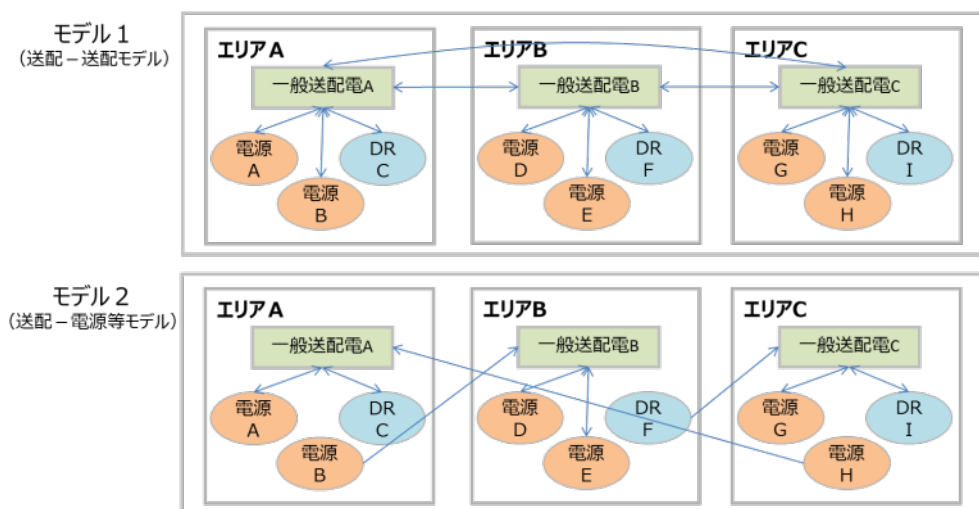 モデル1
(送配－送配モデル)
エリアA
エリアB
エリアC
一般送配電A
一般送配電B
一般送配電C
電源
A
電源
B
DR
C
電源
D
電源
E
DR
F
電源
G
電源
H
DR
I
モデル2
(送配－電源等モデル)
エリアA
エリアB
エリアC
一般送配電A
一般送配電B
一般送配電C
電源
A
電源
B
DR
C
電源
D
電源
E
DR
F
電源
G
電源
H
DR
I